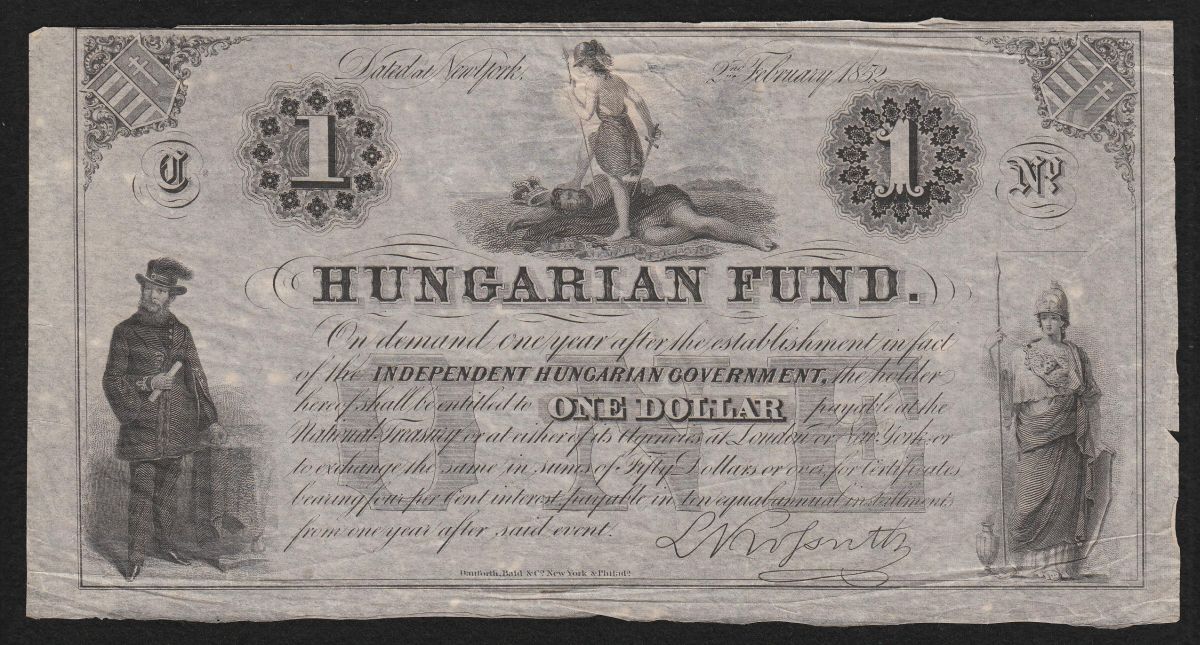 Dated at New York, 2nd February 1852
1 1
C No
HUNGARIAN FUND.
On demand one year after the establishment in fact
of the INDEPENDENT HUNGARIAN GOVERNMENT, the holder
hereof shall be entitled to ONE DOLLAR payable at the
National Treasury or at either of its Agencies at London or New York, or
to exchange the same in sums of Fifty Dollars or over, for Certificates
bearing four per Cent interest, payable in ten equal annual installments
from one year after said event.
ONE
L Kossuth
Danforth, Bald & Co. New York & Philada.